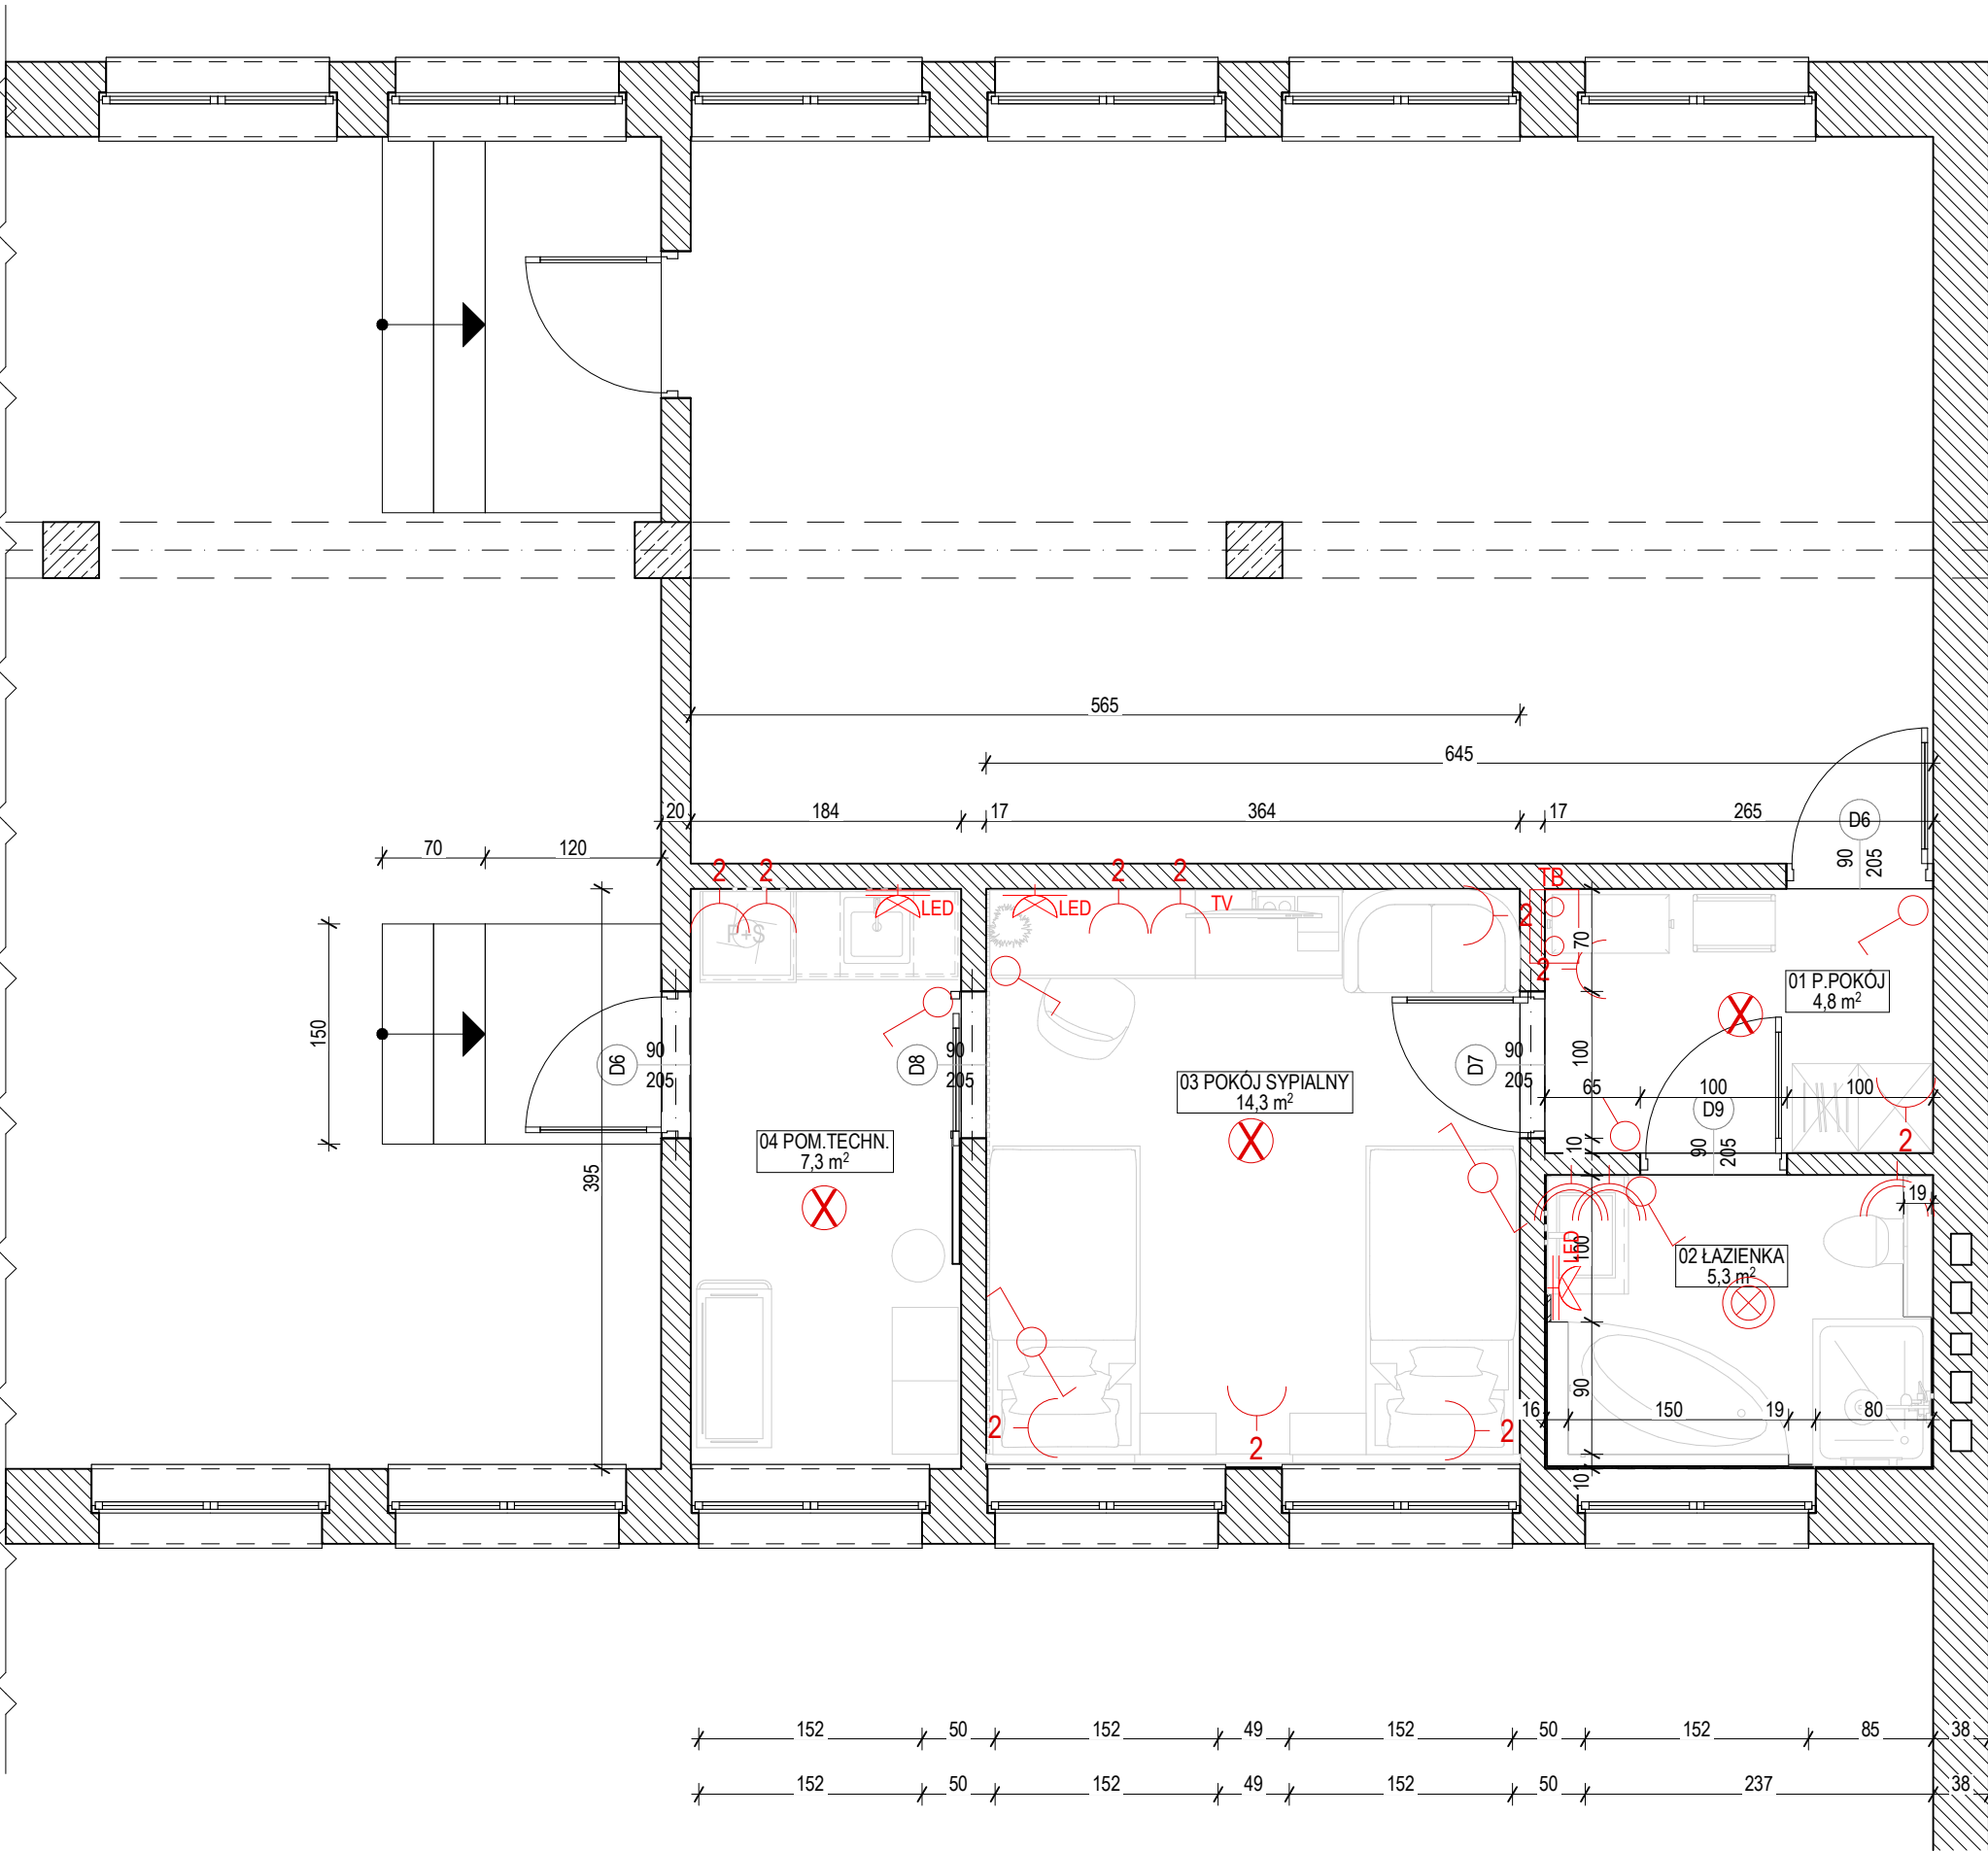 565
645
20 184 17 364 17 265
70 120
D6
90
205
2 2 2 2 TB
LED LED TV
P+S
2
70
2
01 P.POKÓJ
4,8 m²
150
D6 90
205
D8 90
205
D7 90
205
100
65 100 100
D9
90
205
10
2
03 POKÓJ SYPIALNY
14,3 m²
04 POM.TECHN.
7,3 m²
395
19
LED
100
02 ŁAZIENKA
5,3 m²
90
16 150 19 80
2 2 2
10
152 50 152 49 152 50 152 85 38
152 50 152 49 152 50 237 38